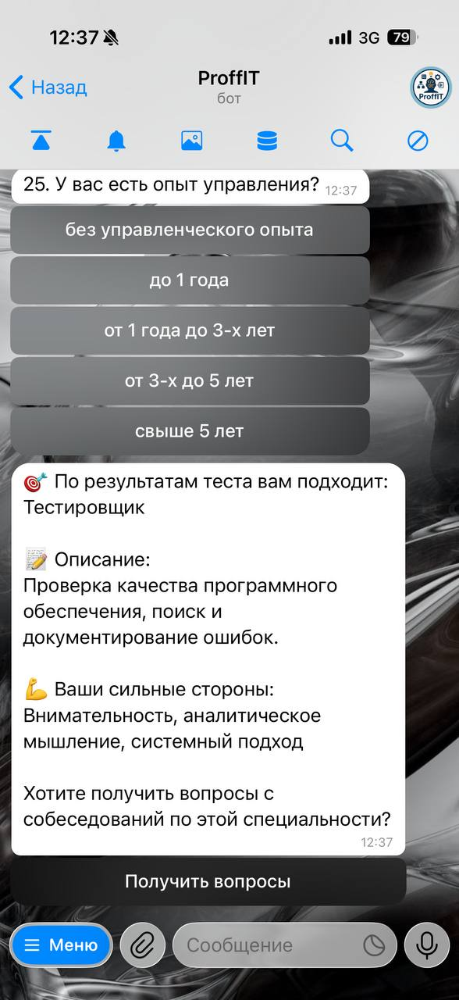 12:37
3G 79
Назад
ProffIT
бот
ProffIT
25. У вас есть опыт управления? 12:37
без управленческого опыта
до 1 года
от 1 года до 3-х лет
от 3-х до 5 лет
свыше 5 лет
🎯 По результатам теста вам подходит:
Тестировщик
📝 Описание:
Проверка качества программного
обеспечения, поиск и
документирование ошибок.
💪 Ваши сильные стороны:
Внимательность, аналитическое
мышление, системный подход
Хотите получить вопросы с
собеседований по этой специальности?
12:37
Получить вопросы
Меню
Сообщение